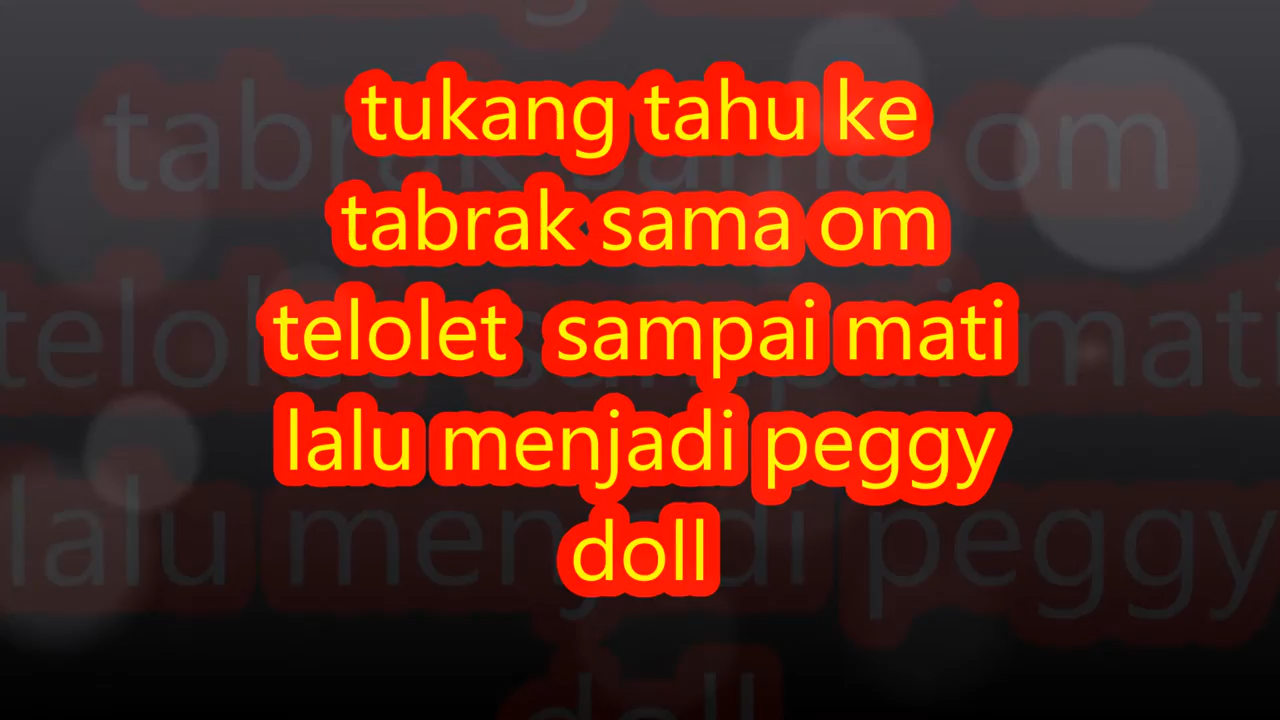 tukang tahu ke
tabrak sama om
telolet  sampai mati
lalu menjadi peggy
doll